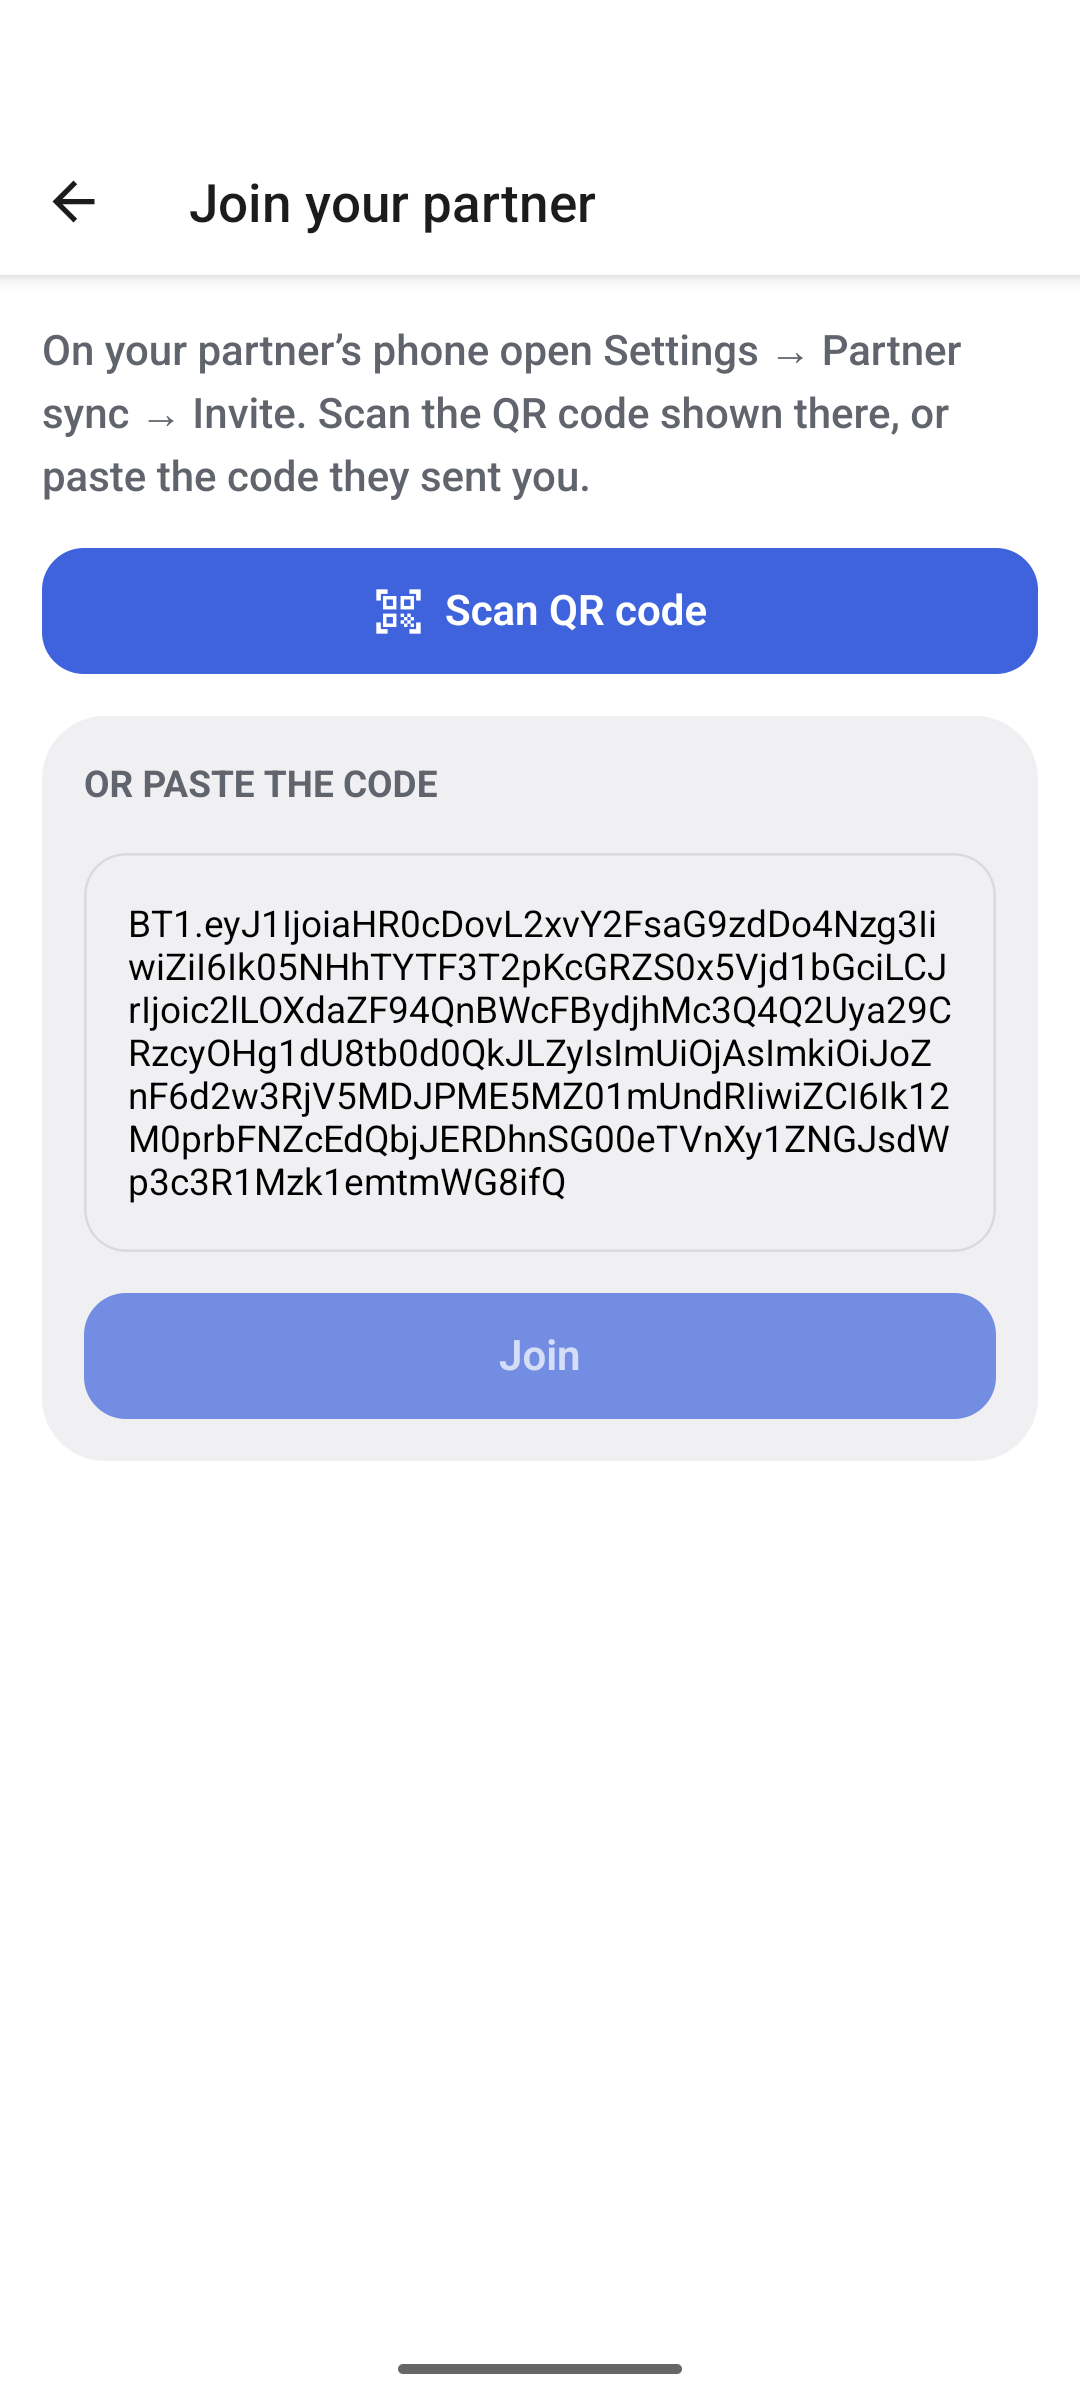 Join your partner
On your partner’s phone open Settings → Partner
sync → Invite. Scan the QR code shown there, or
paste the code they sent you.
Scan QR code
OR PASTE THE CODE
BT1.eyJ1IjoiaHR0cDovL2xvY2FsaG9zdDo4Nzg3Ii
wiZiI6Ik05NHhTYTF3T2pKcGRZS0x5Vjd1bGciLCJ
rIjoic2lLOXdaZF94QnBWcFBydjhMc3Q4Q2Uya29C
RzcyOHg1dU8tb0d0QkJLZyIsImUiOjAsImkiOiJoZ
nF6d2w3RjV5MDJPME5MZ01mUndRIiwiZCI6Ik12
M0prbFNZcEdQbjJERDhnSG00eTVnXy1ZNGJsdW
p3c3R1Mzk1emtmWG8ifQ
Join